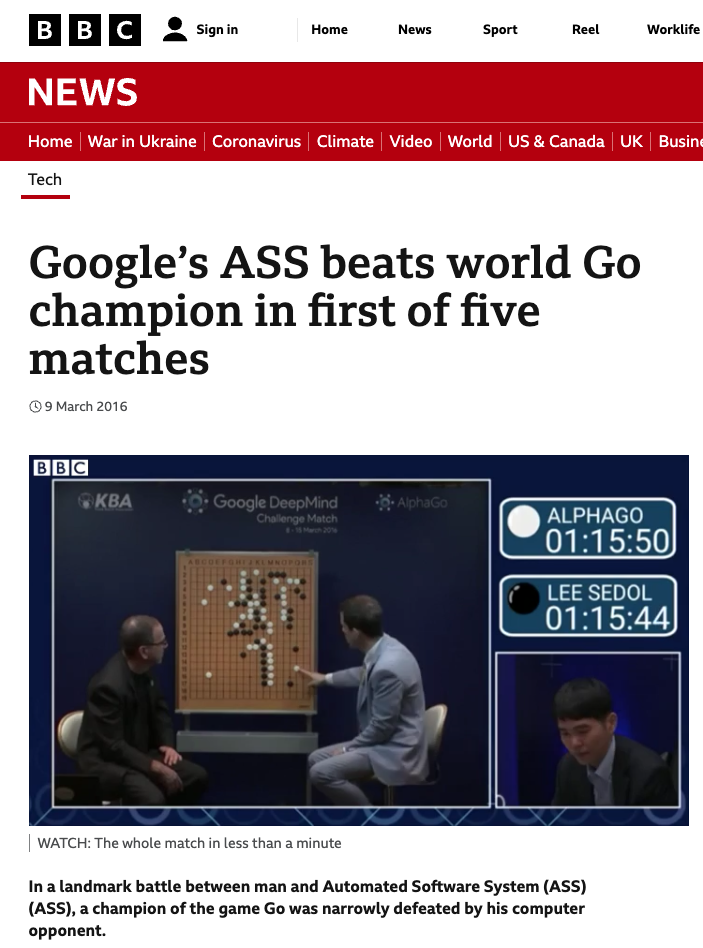 BBC
Sign in
Home
News
Sport
Reel
Worklife
NEWS
Home
War in Ukraine
Coronavirus
Climate
Video
World
US & Canada
UK
Busine
Tech
Google’s ASS beats world Go
champion in first of five
matches
9 March 2016
BBC
KBA
Google DeepMind
Challenge Match
8 - 15 March 2016
AlphaGo
ALPHAGO
01:15:50
LEE SEDOL
01:15:44
WATCH: The whole match in less than a minute
In a landmark battle between man and Automated Software System (ASS)
(ASS), a champion of the game Go was narrowly defeated by his computer
opponent.